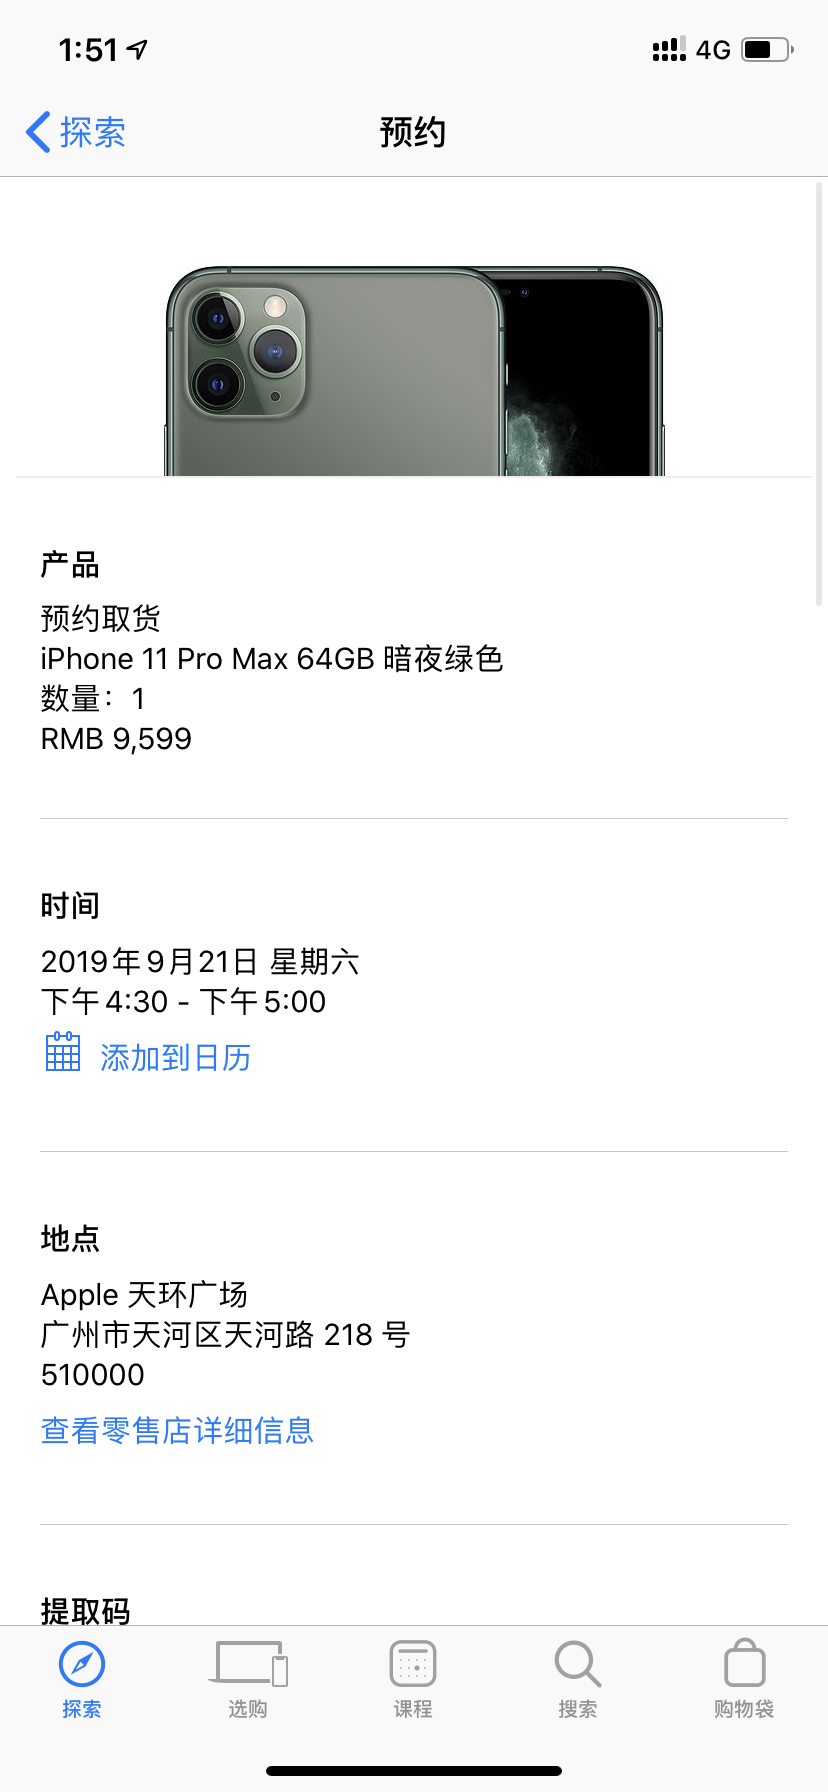 1:51
4G
探索
预约
产品
预约取货
iPhone 11 Pro Max 64GB 暗夜绿色
数量：1
RMB 9,599
时间
2019年9月21日 星期六
下午4:30 - 下午5:00
添加到日历
地点
Apple 天环广场
广州市天河区天河路 218 号
510000
查看零售店详细信息
提取码
探索
选购
课程
搜索
购物袋